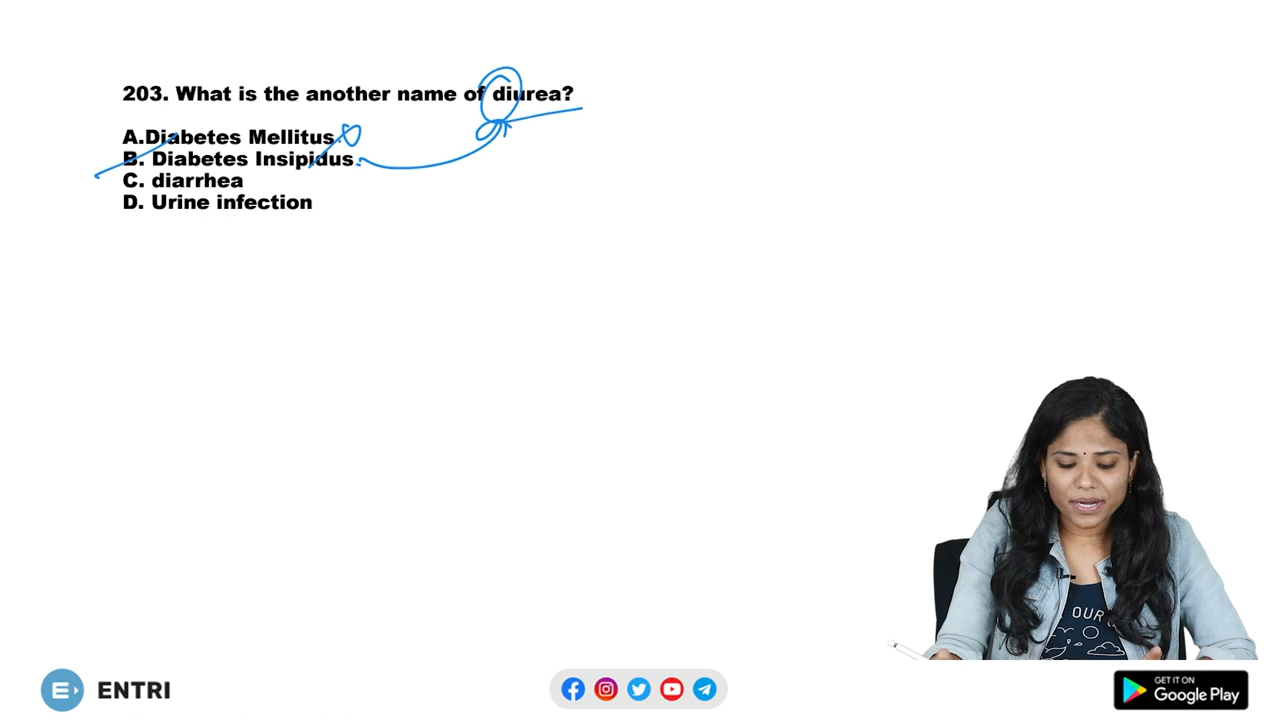 203. What is the another name of diurea?
A.Diabetes Mellitus.
B. Diabetes Insipidus.
C. diarrhea
D. Urine infection
OUR
E ENTRI
GET IT ON
Google Play